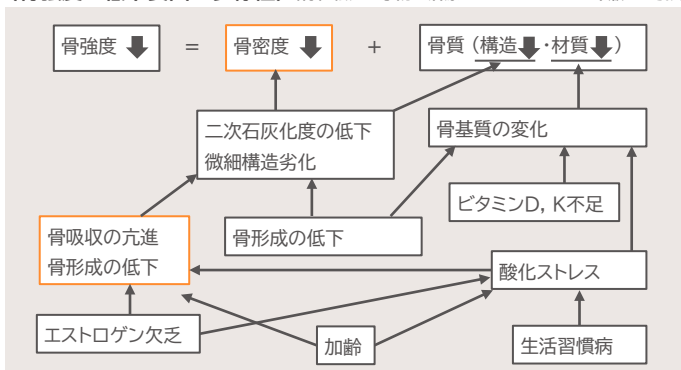 骨強度 = 骨密度 + 骨質（構造・材質）
二次石灰化度の低下
微細構造劣化
骨基質の変化
ビタミンD, K不足
骨吸収の亢進
骨形成の低下
骨形成の低下
酸化ストレス
エストロゲン欠乏
加齢
生活習慣病